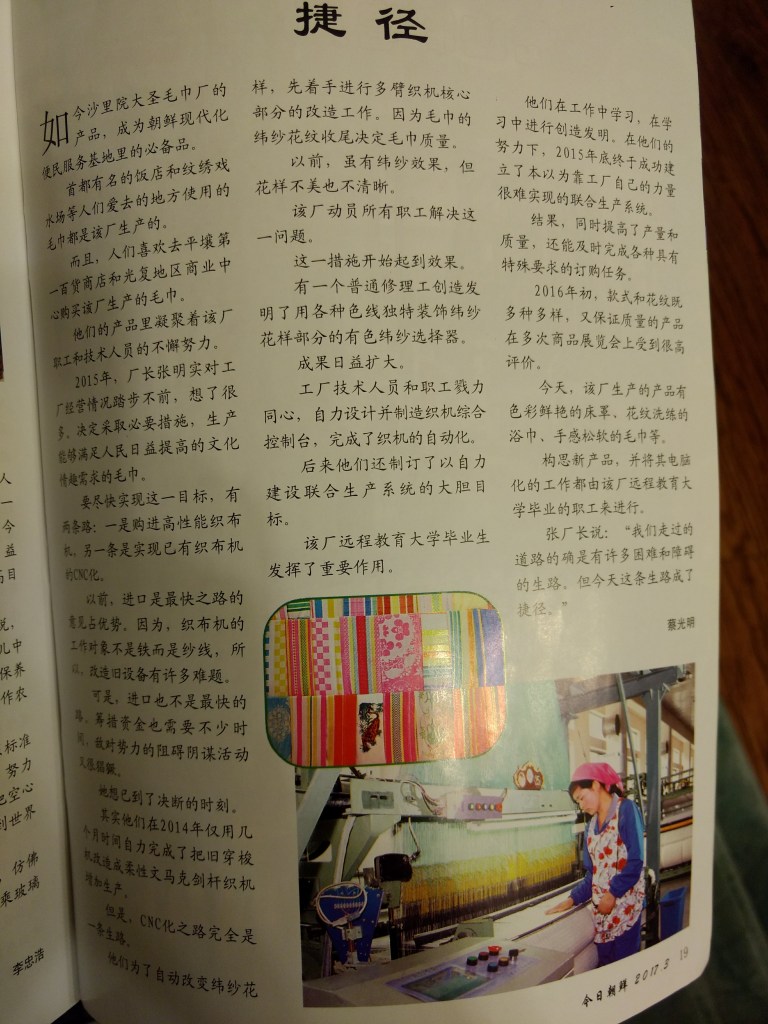 捷径
如今沙里院大圣毛巾厂的
产品，成为朝鲜现代化
便民服务基地里的必备品。
首都有名的饭店和纹绣戏
水场等人们爱去的地方使用的
毛巾都是该厂生产的。
而且，人们喜欢去平壤第
一百货商店和光复地区商业中
心购买该厂生产的毛巾。
他们的产品里凝聚着该厂
职工和技术人员的不懈努力。
2015年，厂长张明实对工
厂经营情况踏步不前，想了很
多。决定采取必要措施，生产
能够满足人民日益提高的文化
情趣需求的毛巾。
要尽快实现这一目标，有
两条路：一是购进高性能织布
机，另一条是实现已有织布机
的CNC化。
以前，进口是最快之路的
意见占优势。因为，织布机的
工作对象不是铁而是纱线，所
以，改造旧设备有许多难题。
可是，进口也不是最快的
路。筹措资金也需要不少时
间，敌对势力的阻碍阴谋活动
又很猖獗。
她想已到了决断的时刻。
其实他们在2014年仅用几
个月时间自力完成了把旧穿梭
机改造成柔性文马克剑杆织机
增加生产。
但是，CNC化之路完全是
一条生路。
他们为了自动改变纬纱花
样，先着手进行多臂织机核心
部分的改造工作。因为毛巾的
纬纱花纹收尾决定毛巾质量。
以前，虽有纬纱效果，但
花样不美也不清晰。
该厂动员所有职工解决这
一问题。
这一措施开始起到效果。
有一个普通修理工创造发
明了用各种色线独特装饰纬纱
花样部分的有色纬纱选择器。
成果日益扩大。
工厂技术人员和职工戮力
同心，自力设计并制造织机综合
控制台，完成了织机的自动化。
后来他们还制订了以自力
建设联合生产系统的大胆目
标。
该厂远程教育大学毕业生
发挥了重要作用。
他们在工作中学习，在学
习中进行创造发明。在他们的
努力下，2015年底终于成功建
立了本以为靠工厂自己的力量
很难实现的联合生产系统。
结果，同时提高了产量和
质量，还能及时完成各种具有
特殊要求的订购任务。
2016年初，款式和花纹既
多种多样，又保证质量的产品
在多次商品展览会上受到很高
评价。
今天，该厂生产的产品有
色彩鲜艳的床罩、花纹洗练的
浴巾、手感松软的毛巾等。
构思新产品，并将其电脑
化的工作都由该厂远程教育大
学毕业的职工来进行。
张厂长说：“我们走过的
道路的确是有许多困难和障碍
的生路。但今天这条生路成了
捷径。”
蔡光明
今日朝鲜 2017.3 19
人
一
今
益
高目
说，
儿中
保养
作农
标准
努力
把空心
到世界
，仿佛
乘玻璃
李忠浩